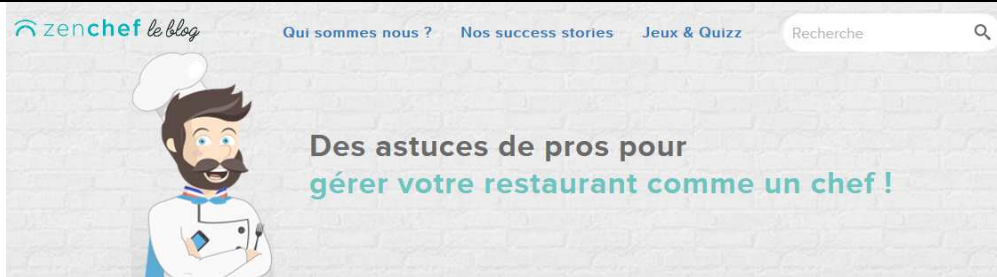 zenchef le blog
Qui sommes nous ? Nos success stories Jeux & Quizz Recherche
Des astuces de pros pour
gérer votre restaurant comme un chef !